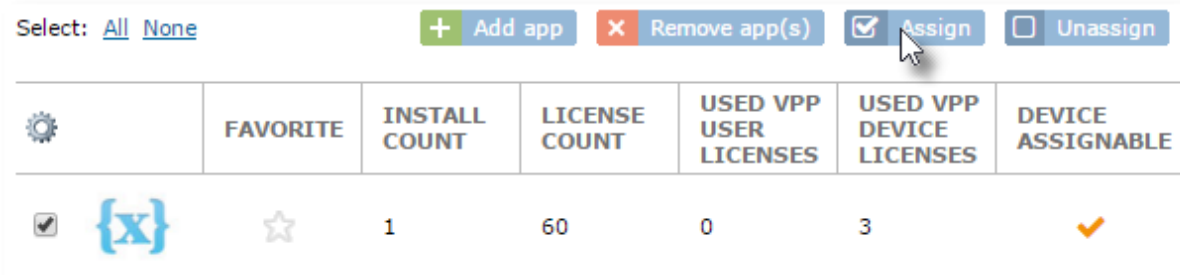 Select: All None + Add app × Remove app(s) Assign Unassign
FAVORITE INSTALL COUNT LICENSE COUNT USED VPP USER LICENSES USED VPP DEVICE LICENSES DEVICE ASSIGNABLE
{x} 1 60 0 3